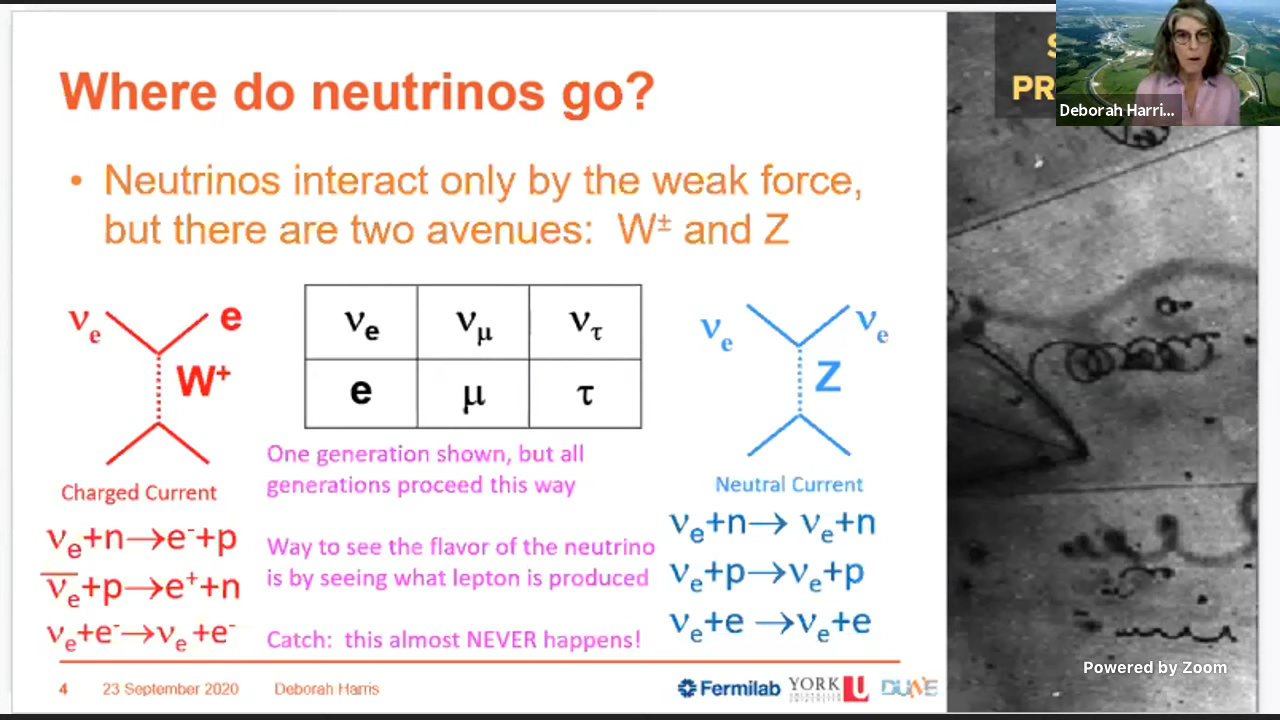 Where do neutrinos go?
• Neutrinos interact only by the weak force,
but there are two avenues: W± and Z
νe e
W+
νe νμ ντ
e μ τ
νe νe
Z
One generation shown, but all
generations proceed this way
Charged Current
Neutral Current
νe+n→e-+p
ν̅e+p→e++n
νe+e-→νe+e-
Way to see the flavor of the neutrino
is by seeing what lepton is produced
Catch: this almost NEVER happens!
νe+n→ νe+n
νe+p→νe+p
νe+e →νe+e
4 23 September 2020 Deborah Harris
Fermilab YORK U DUNE
S
PR
Deborah Harri...
Powered by Zoom